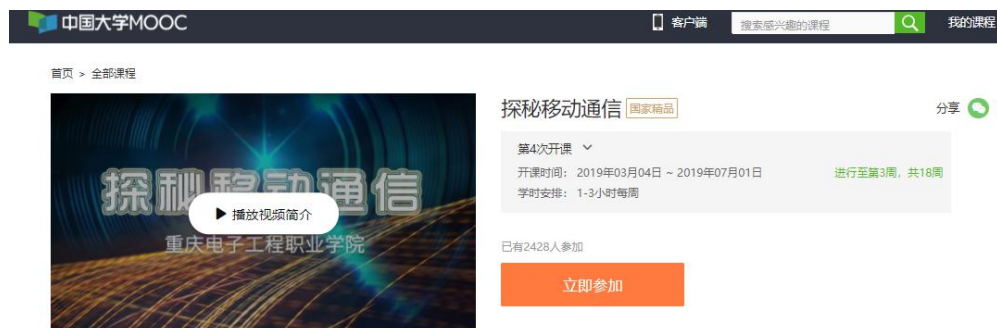 中国大学MOOC
客户端
搜索感兴趣的课程
我的课程
首页 > 全部课程
探秘移动通信
重庆电子工程职业学院
播放视频简介
探秘移动通信 国家精品
分享
第4次开课
开课时间： 2019年03月04日 ~ 2019年07月01日
进行至第3周，共18周
学时安排： 1-3小时每周
已有2428人参加
立即参加